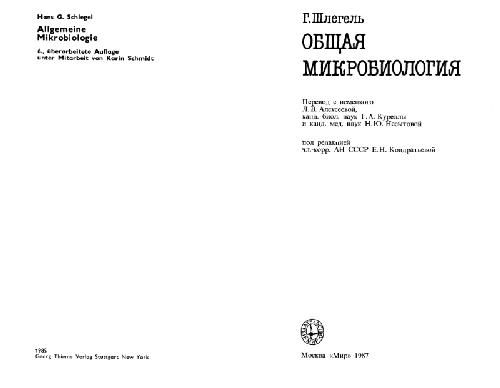 Hans G. Schlegel
Allgemeine
Mikrobiologie
6., überarbeitete Auflage
unter Mitarbeit von Karin Schmidt
1985
Georg Thieme Verlag Stuttgart New York
Г. Шлегель
ОБЩАЯ
МИКРОБИОЛОГИЯ
Перевод с немецкого
Л.В. Алексеевой,
канд. биол. наук Г.А. Куреллы
и канд. мед. наук Н.Ю. Несытовой
под редакцией
чл.-корр. АН СССР Е.Н. Кондратьевой
Москва «Мир» 1987